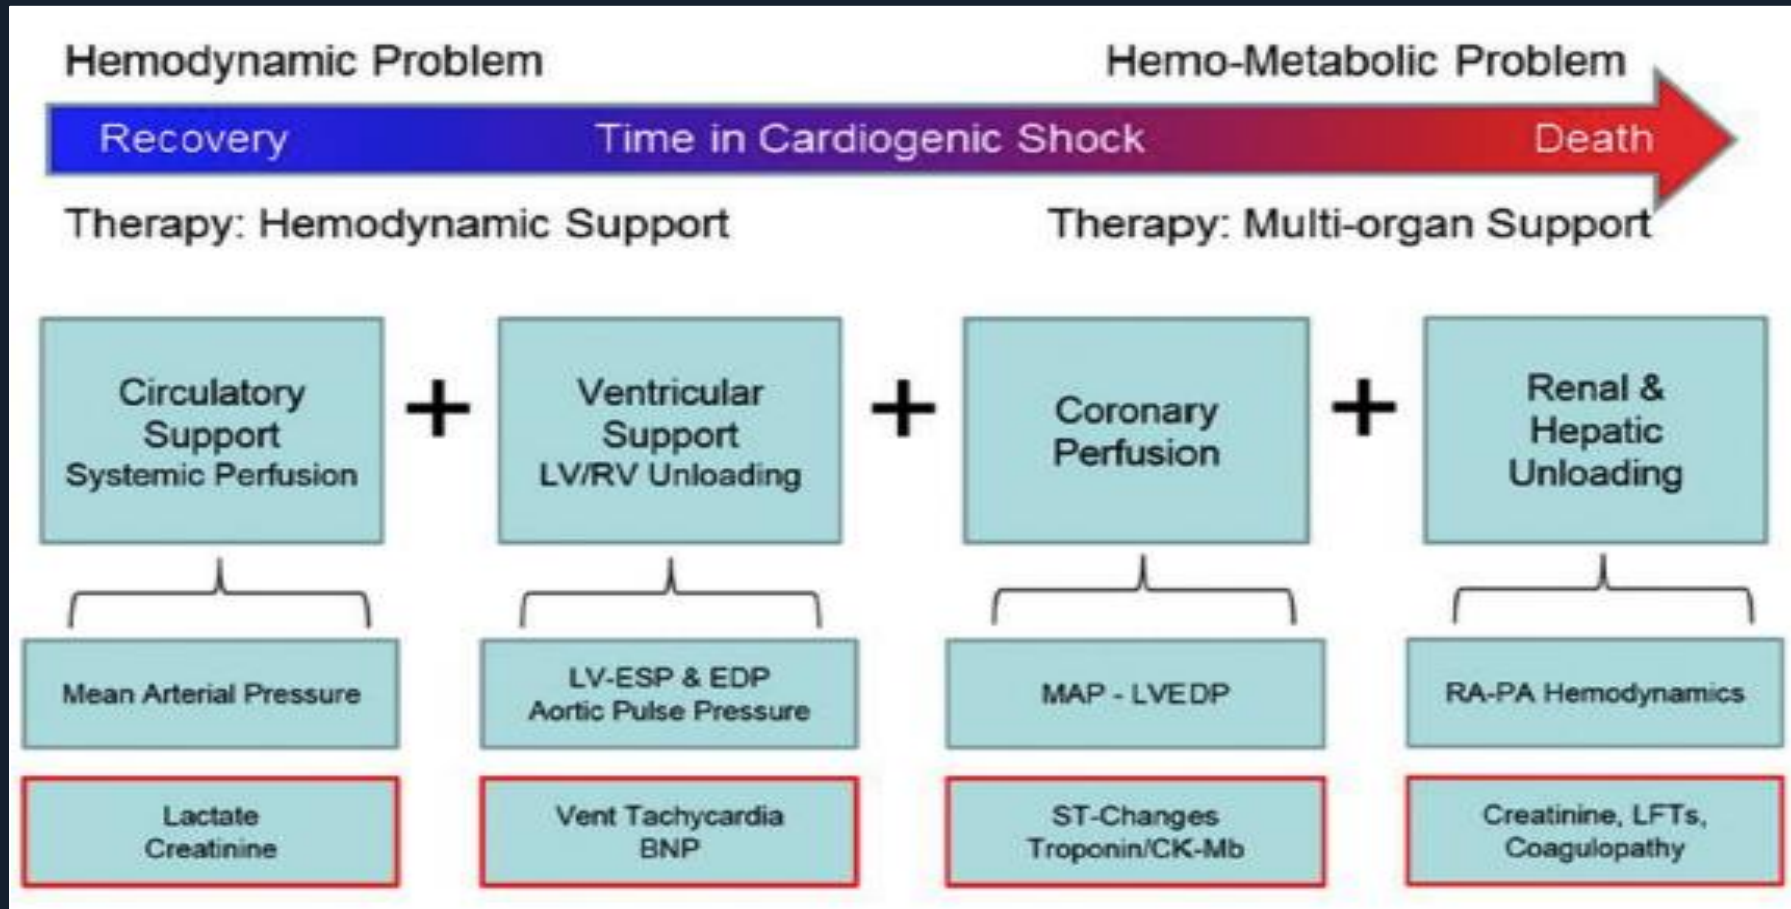 Hemodynamic Problem
Hemo-Metabolic Problem
Recovery
Time in Cardiogenic Shock
Death
Therapy: Hemodynamic Support
Therapy: Multi-organ Support
Circulatory
Support
Systemic Perfusion
+
Ventricular
Support
LV/RV Unloading
+
Coronary
Perfusion
+
Renal &
Hepatic
Unloading
Mean Arterial Pressure
LV-ESP & EDP
Aortic Pulse Pressure
MAP - LVEDP
RA-PA Hemodynamics
Lactate
Creatinine
Vent Tachycardia
BNP
ST-Changes
Troponin/CK-Mb
Creatinine, LFTs,
Coagulopathy